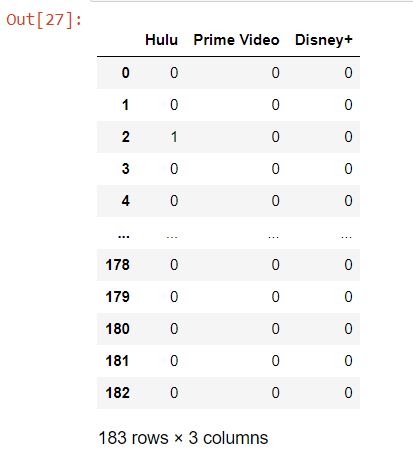 Out[27]:
Hulu Prime Video Disney+
0 0 0 0
1 0 0 0
2 1 0 0
3 0 0 0
4 0 0 0
... ... ... ...
178 0 0 0
179 0 0 0
180 0 0 0
181 0 0 0
182 0 0 0
183 rows × 3 columns